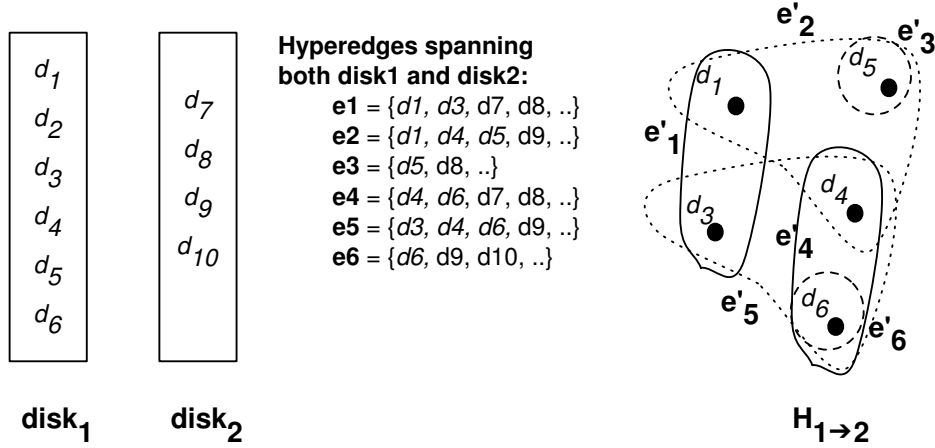 d1
d2
d3
d4
d5
d6
disk1
d7
d8
d9
d10
disk2
Hyperedges spanning
both disk1 and disk2:
e1 = {d1, d3, d7, d8, ..}
e2 = {d1, d4, d5, d9, ..}
e3 = {d5, d8, ..}
e4 = {d4, d6, d7, d8, ..}
e5 = {d3, d4, d6, d9, ..}
e6 = {d6, d9, d10, ..}
e'2
e'3
d5
d1
e'1
d4
d3
e'4
e'5
d6
e'6
H1→2